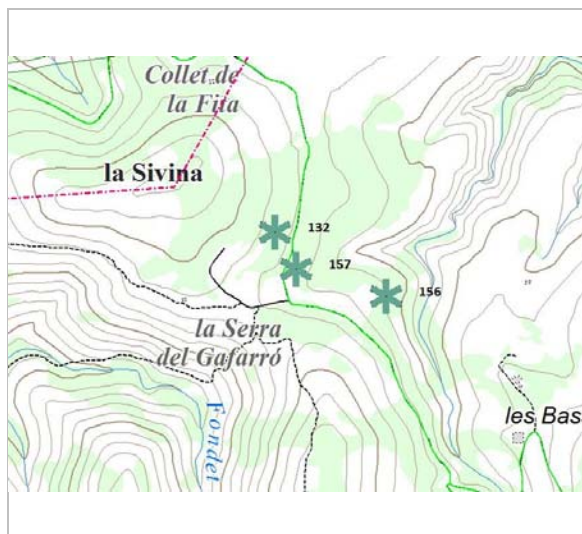 Collet de
la Fita
la Sivina
132
157
156
la Serra
del Gafarró
Fondet
les Bas